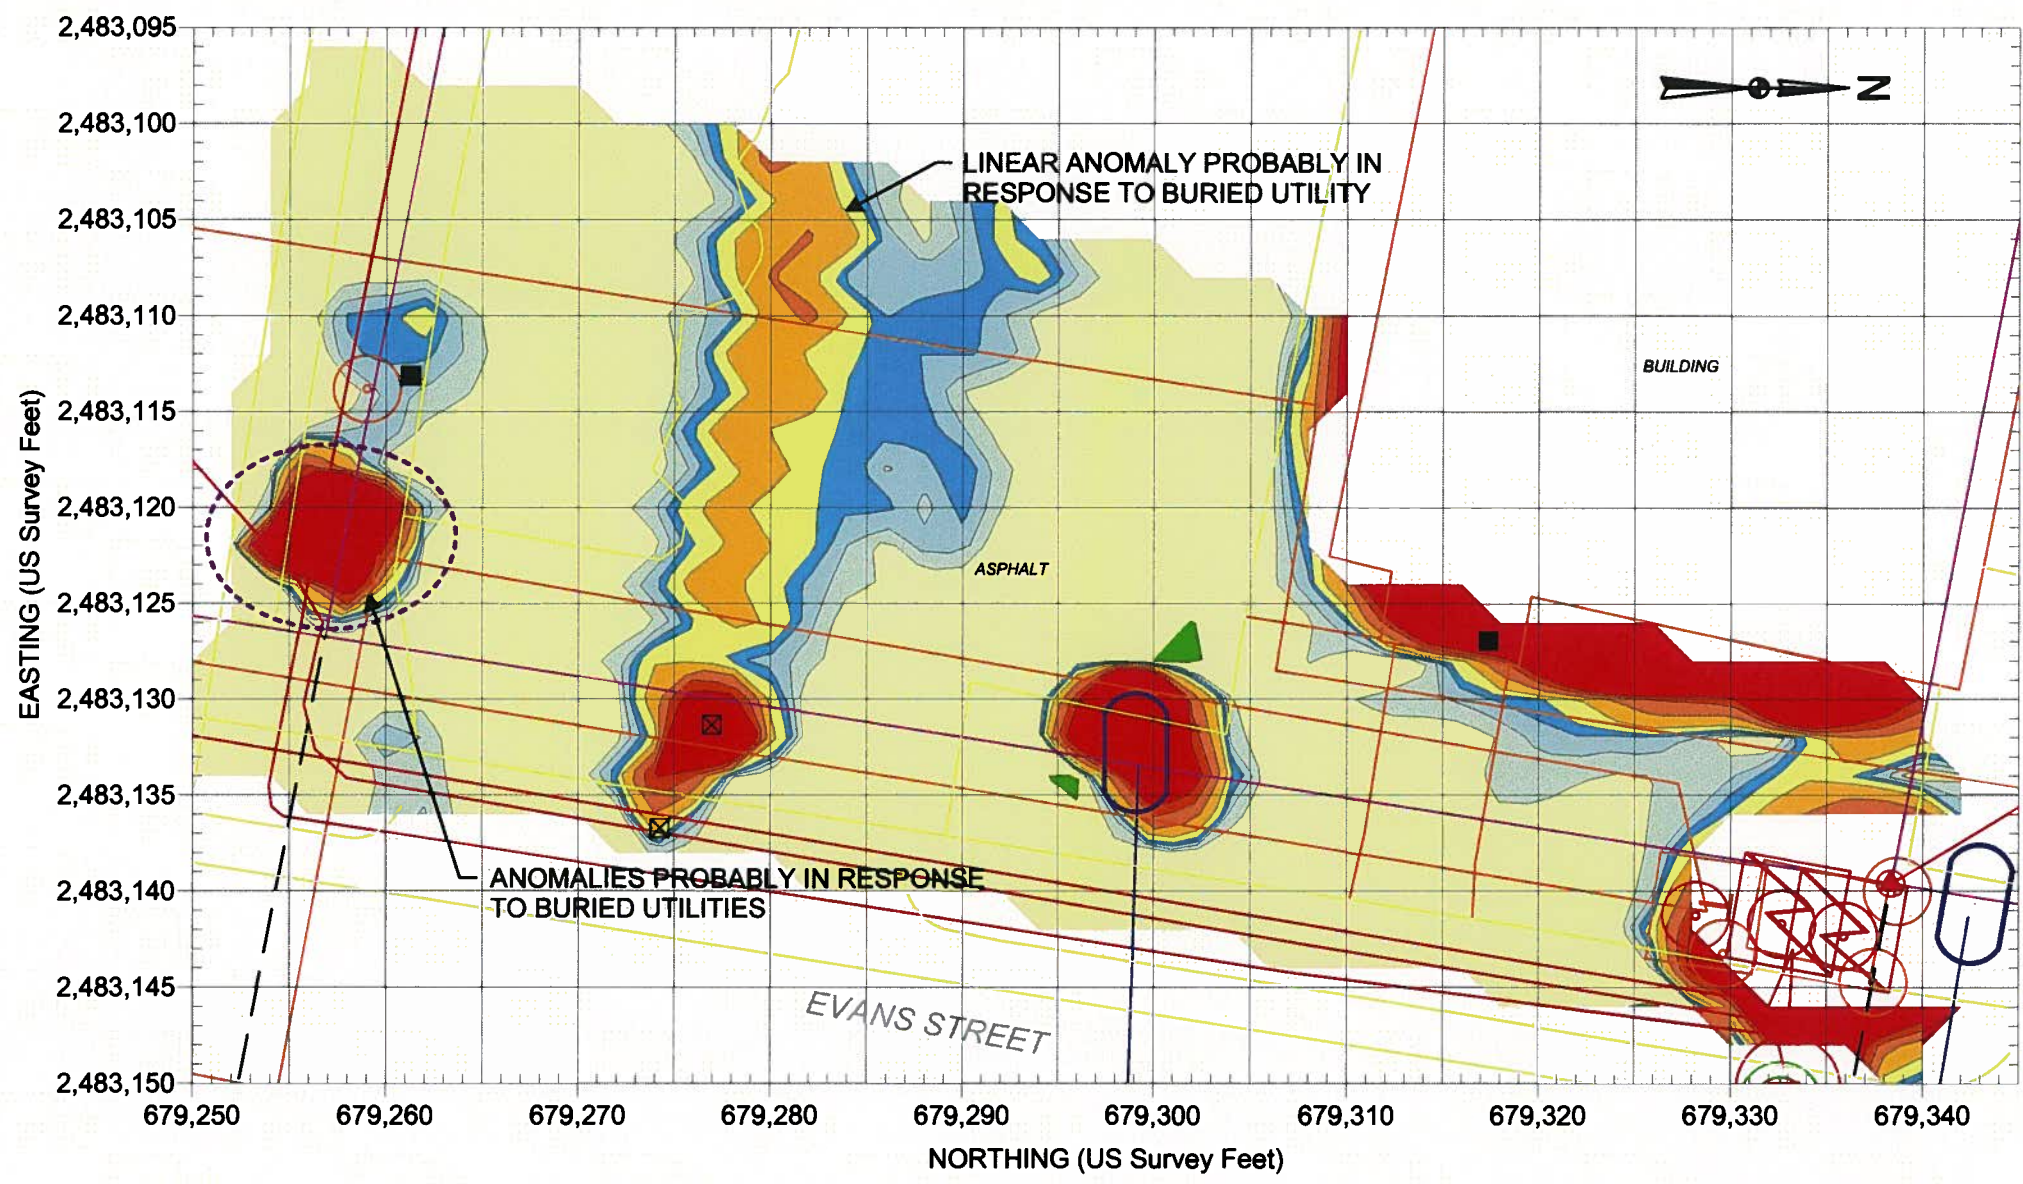 2,483,095
2,483,100
2,483,105
2,483,110
2,483,115
2,483,120
2,483,125
2,483,130
2,483,135
2,483,140
2,483,145
2,483,150
EASTING (US Survey Feet)
N
LINEAR ANOMALY PROBABLY IN
RESPONSE TO BURIED UTILITY
BUILDING
ASPHALT
ANOMALIES PROBABLY IN RESPONSE
TO BURIED UTILITIES
EVANS STREET
679,250
679,260
679,270
679,280
679,290
679,300
679,310
679,320
679,330
679,340
NORTHING (US Survey Feet)